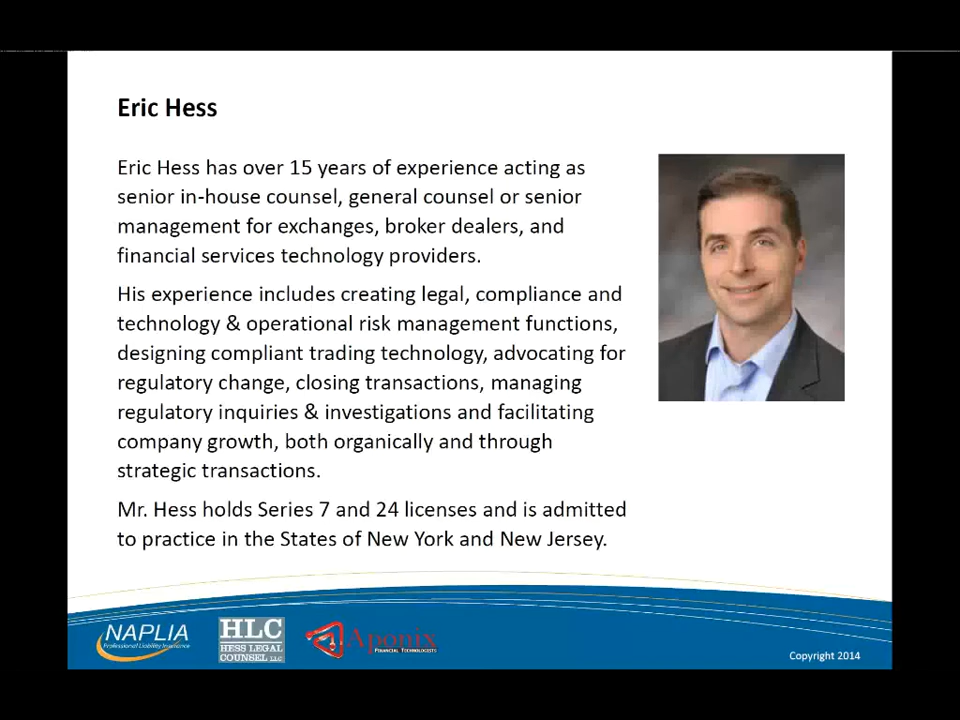 Eric Hess
Eric Hess has over 15 years of experience acting as
senior in-house counsel, general counsel or senior
management for exchanges, broker dealers, and
financial services technology providers.
His experience includes creating legal, compliance and
technology & operational risk management functions,
designing compliant trading technology, advocating for
regulatory change, closing transactions, managing
regulatory inquiries & investigations and facilitating
company growth, both organically and through
strategic transactions.
Mr. Hess holds Series 7 and 24 licenses and is admitted
to practice in the States of New York and New Jersey.
NAPLIA
Professional Liability Insurance
HLC
HESS LEGAL
COUNSEL LLC
Aponix
FINANCIAL TECHNOLOGISTS
Copyright 2014